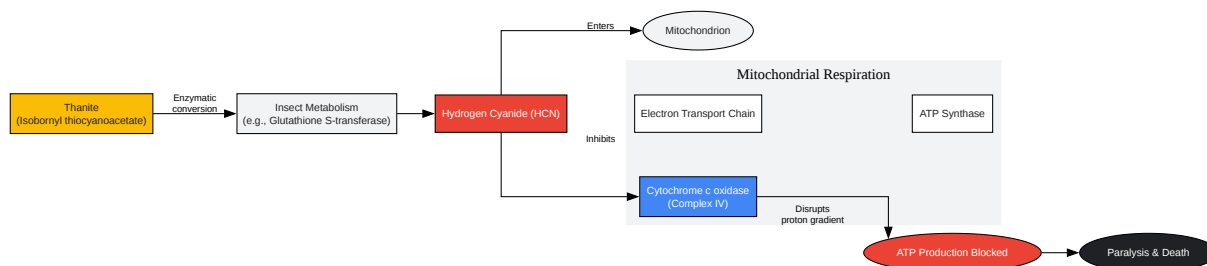 Enters
Mitochondrion
Mitochondrial Respiration
Thanite
(Isobornyl thiocyanoacetate)
Enzymatic
conversion
Insect Metabolism
(e.g., Glutathione S-transferase)
Hydrogen Cyanide (HCN)
Electron Transport Chain
ATP Synthase
Inhibits
Cytochrome c oxidase
(Complex IV)
Disrupts
proton gradient
ATP Production Blocked
Paralysis & Death